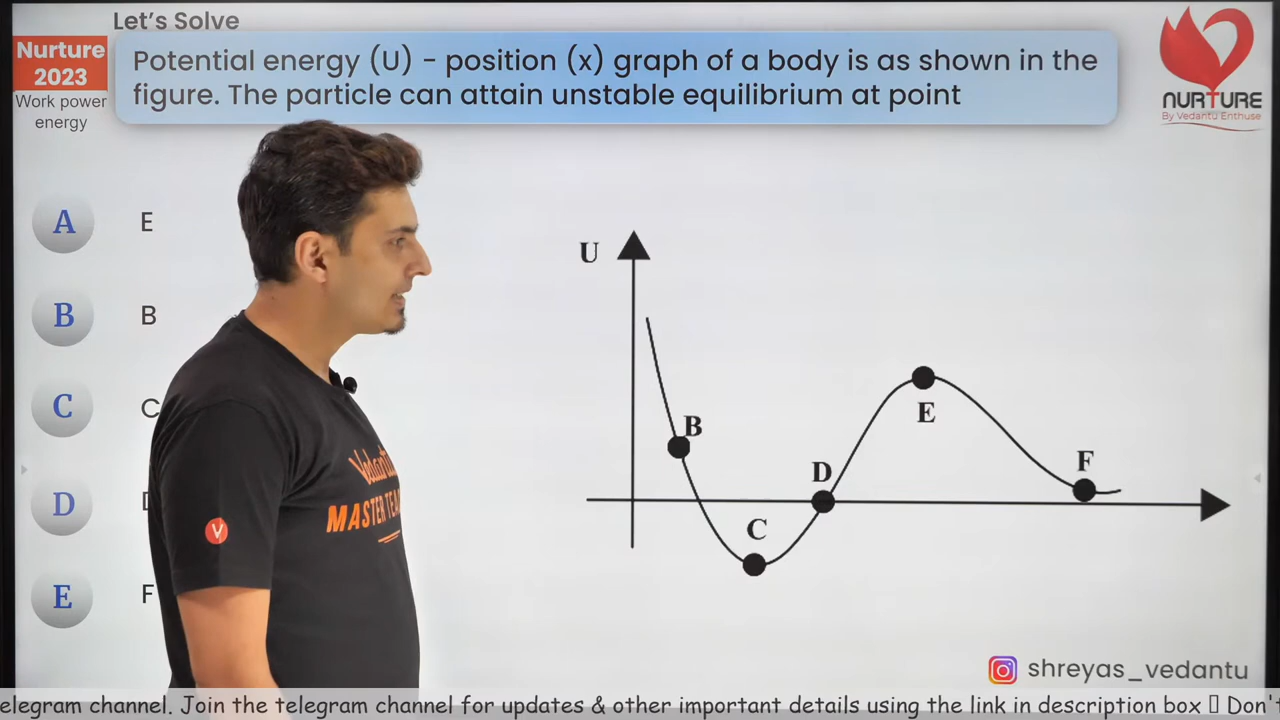 Let's Solve
Nurture
2023
Work power
energy
Potential energy (U) - position (x) graph of a body is as shown in the
figure. The particle can attain unstable equilibrium at point
NURTURE
By Vedantu Enthuse
A E
B B
C C
D
E F
U
B
C
D
E
F
MASTER
V
shreyas_vedantu
elegram channel. Join the telegram channel for updates & other important details using the link in description box